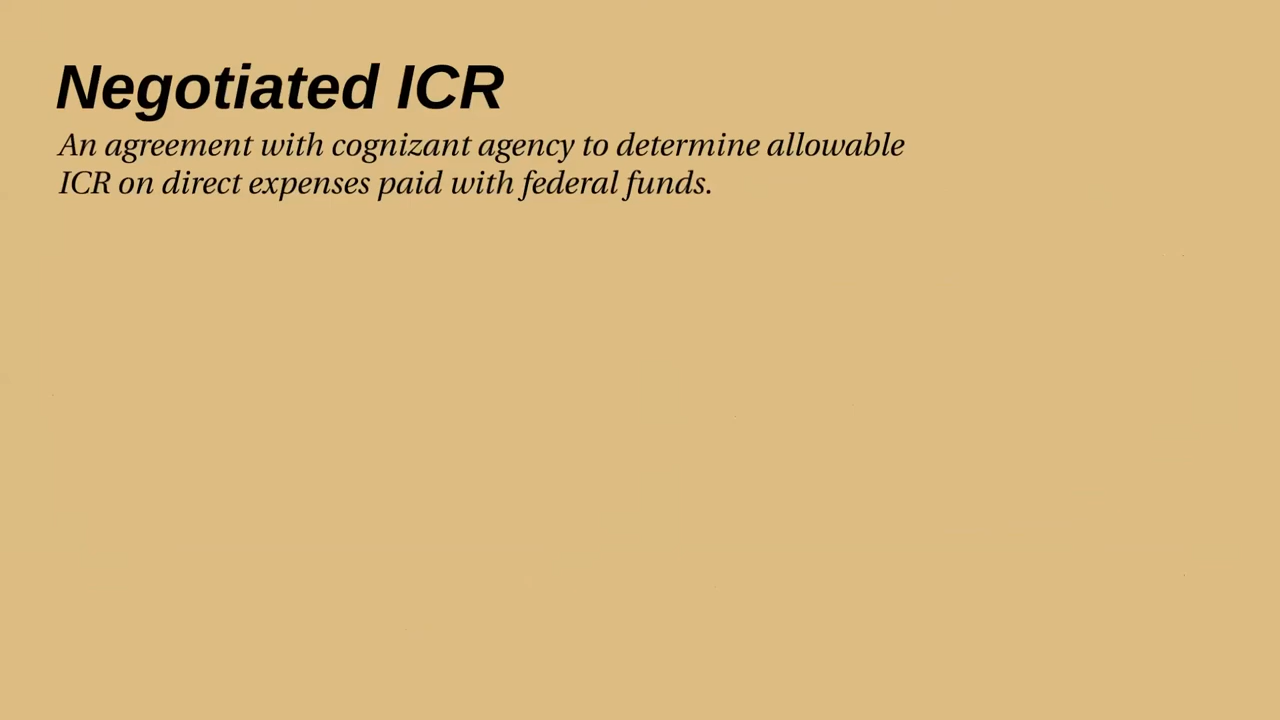 Negotiated ICR
An agreement with cognizant agency to determine allowable
ICR on direct expenses paid with federal funds.